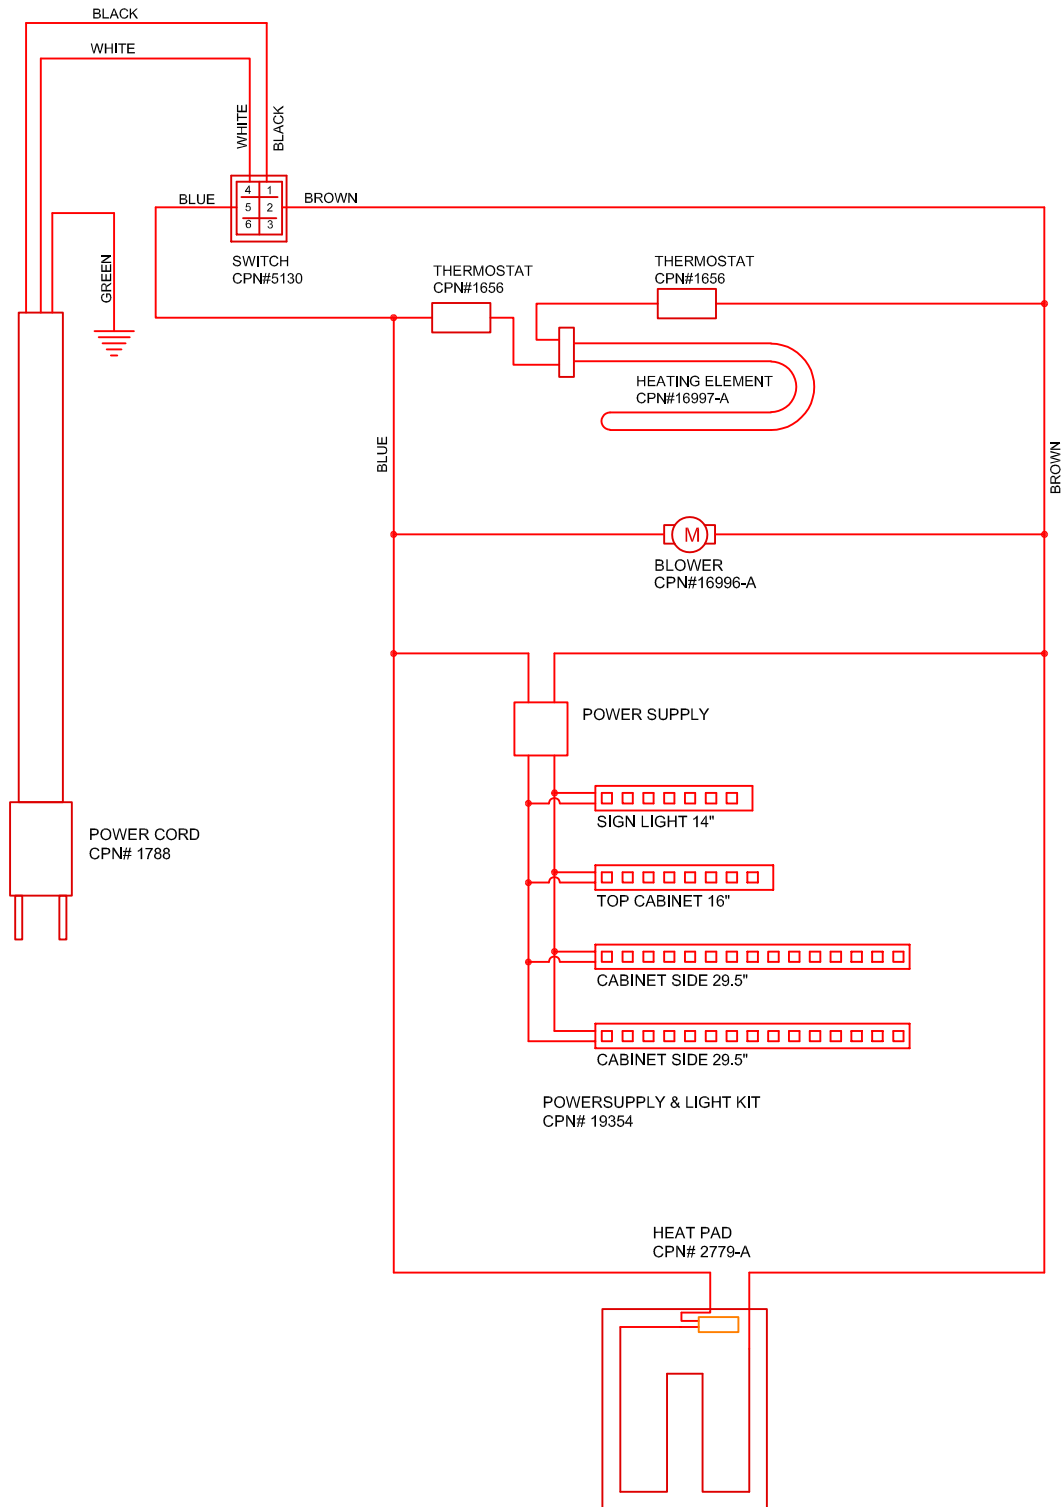 BLACK
WHITE
WHITE
BLACK
4 1
5 2
6 3
BLUE
BROWN
GREEN
SWITCH
CPN#5130
THERMOSTAT
CPN#1656
THERMOSTAT
CPN#1656
HEATING ELEMENT
CPN#16997-A
BLUE
BROWN
M
BLOWER
CPN#16996-A
POWER SUPPLY
SIGN LIGHT 14"
POWER CORD
CPN# 1788
TOP CABINET 16"
CABINET SIDE 29.5"
CABINET SIDE 29.5"
POWERSUPPLY & LIGHT KIT
CPN# 19354
HEAT PAD
CPN# 2779-A